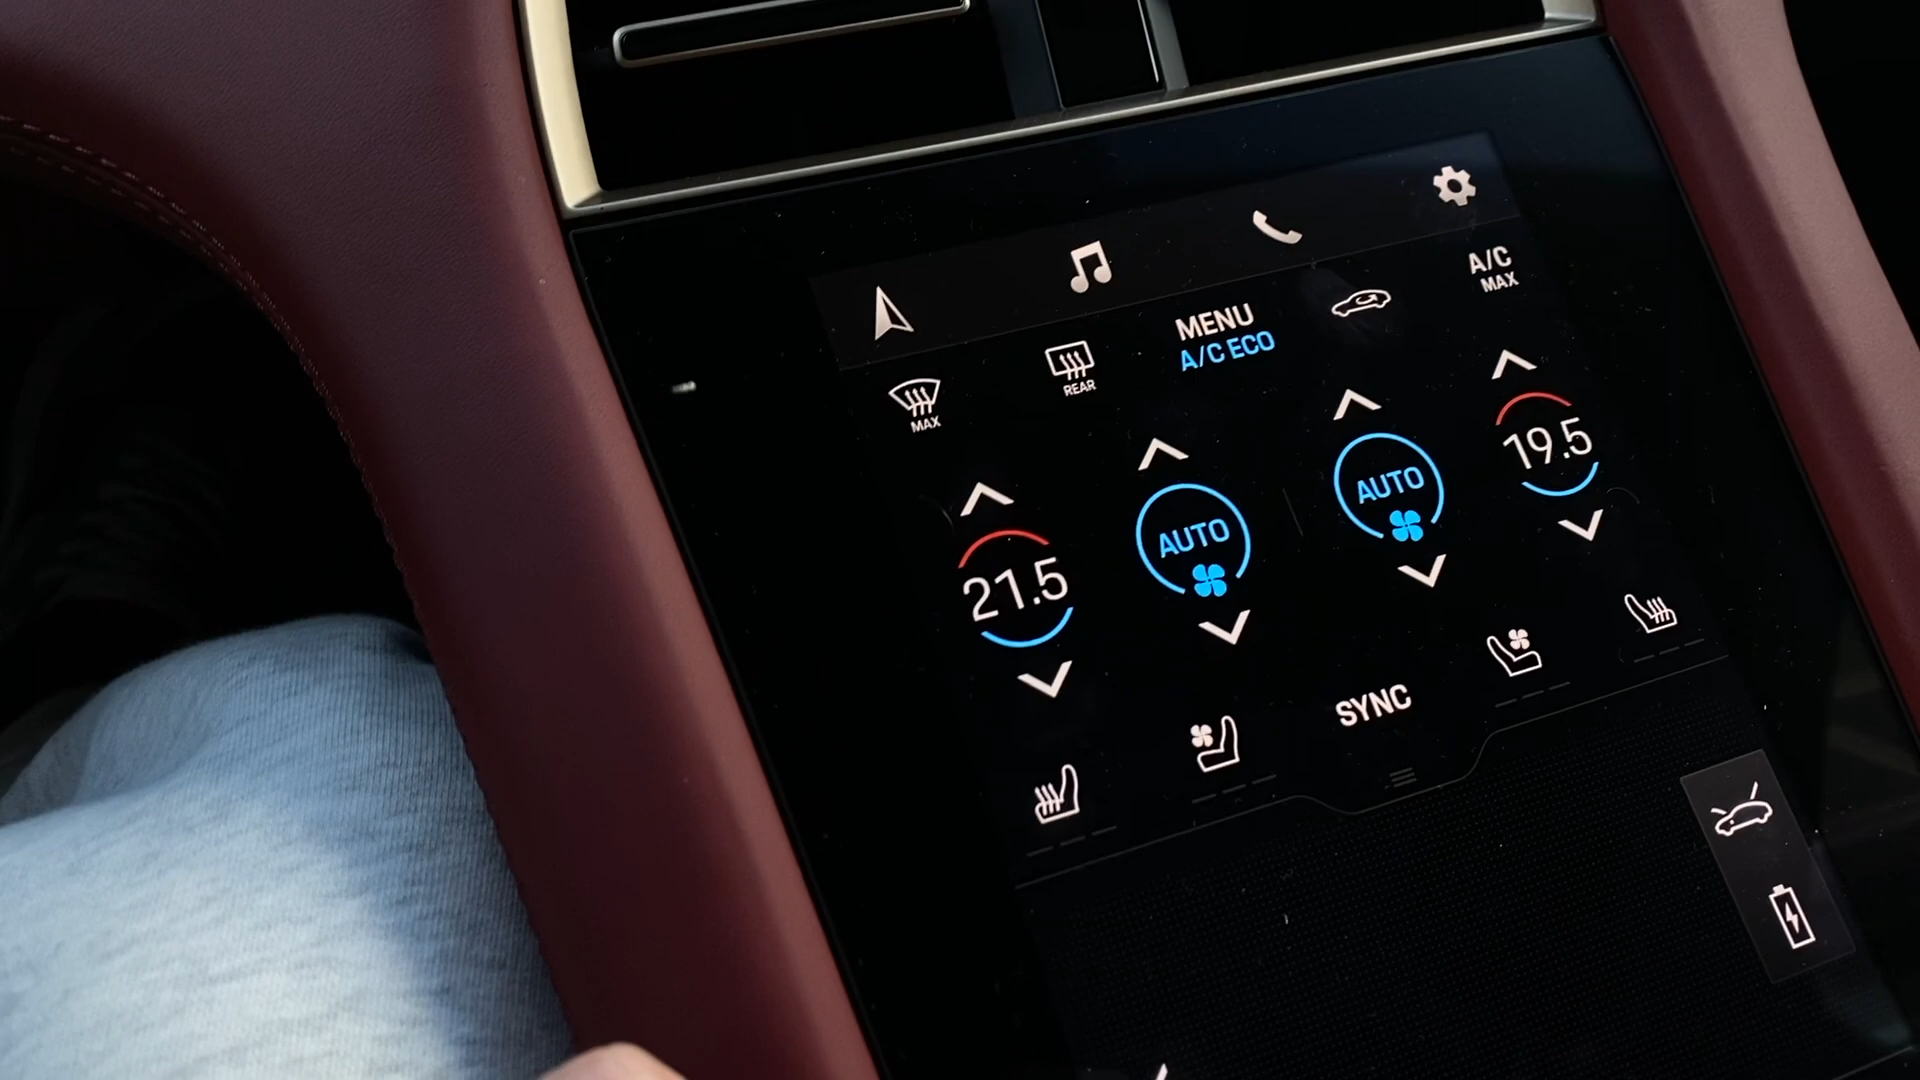 A/C
MAX
MENU
A/C ECO
REAR
MAX
19.5
AUTO
AUTO
21.5
SYNC